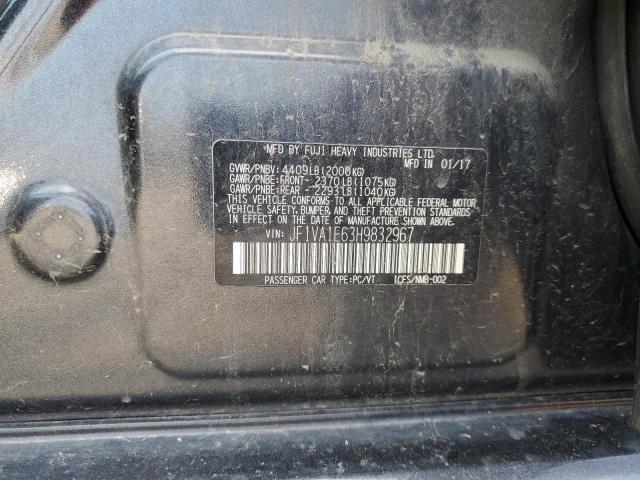 MFD BY FUJI HEAVY INDUSTRIES LTD.
MFD IN 01/17
GVWR/PNBV: 4409LB(2000KG)
GAWR/PNBE:FRONT- 2370LB(1075KG)
GAWR/PNBE:REAR - 2293LB(1040KG)
THIS VEHICLE CONFORMS TO ALL APPLICABLE FEDERAL MOTOR
VEHICLE SAFETY, BUMPER, AND THEFT PREVENTION STANDARDS
IN EFFECT ON THE DATE OF MANUFACTURE SHOWN ABOVE.
VIN: JF1VA1E63H9832967
PASSENGER CAR TYPE:PC/VT ICES/NMB-002